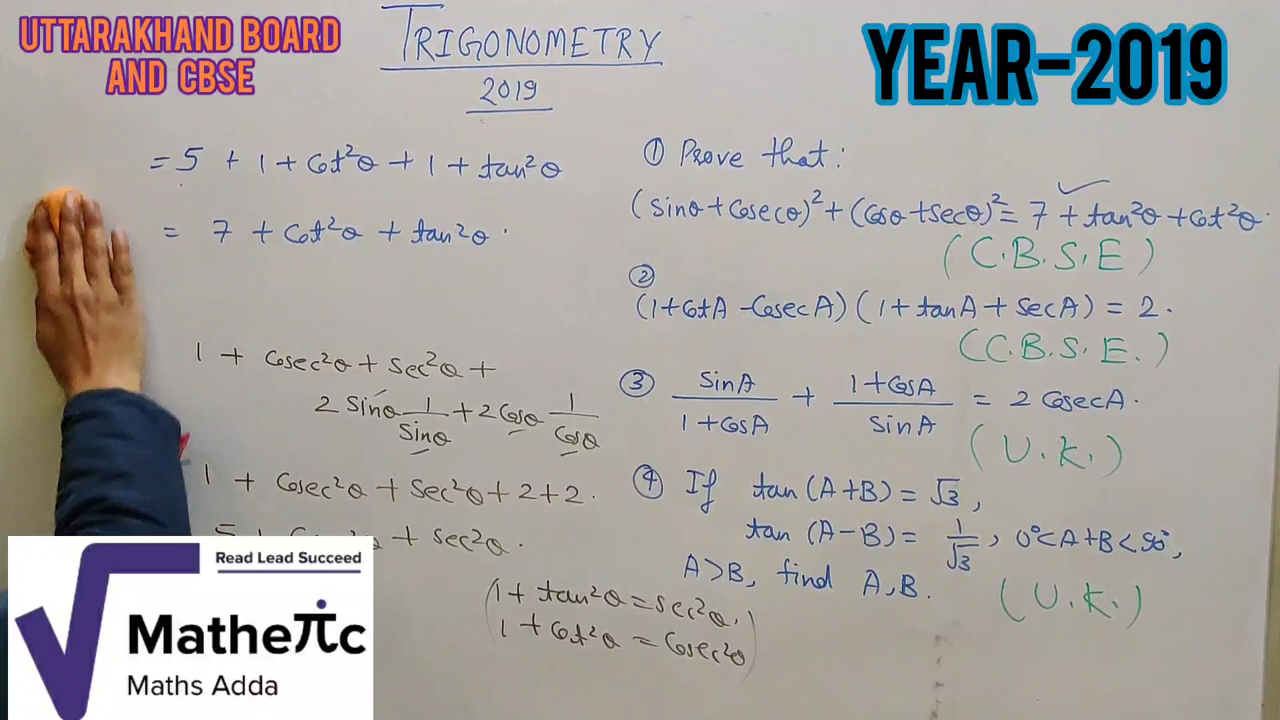 UTTARAKHAND BOARD
AND CBSE
TRIGONOMETRY
2019
YEAR-2019
= 5 + 1 + Cot²θ + 1 + tan²θ
= 7 + Cot²θ + tan²θ.
1 + Cosec²θ + Sec²θ +
2 Sinθ 1/Sinθ + 2 Cosθ 1/Cosθ
1 + Cosec²θ + Sec²θ + 2 + 2.
+ Sec²θ.
(1 + tan²θ = Sec²θ,
1 + Cot²θ = Cosec²θ)
① Prove that:
(Sinθ + Cosecθ)² + (Cosθ + Secθ)² = 7 + tan²θ + Cot²θ.
(C.B.S.E)
②
(1 + CotA - CosecA) (1 + tanA + SecA) = 2.
(C.B.S.E.)
③ SinA/1+CosA + 1+CosA/SinA = 2 CosecA.
(U.K.)
④ If tan(A+B) = √3,
tan (A-B) = 1/√3, 0°<A+B<90°,
A>B, find A,B.
(U.K.)
Read Lead Succeed
Matheπc
Maths Adda